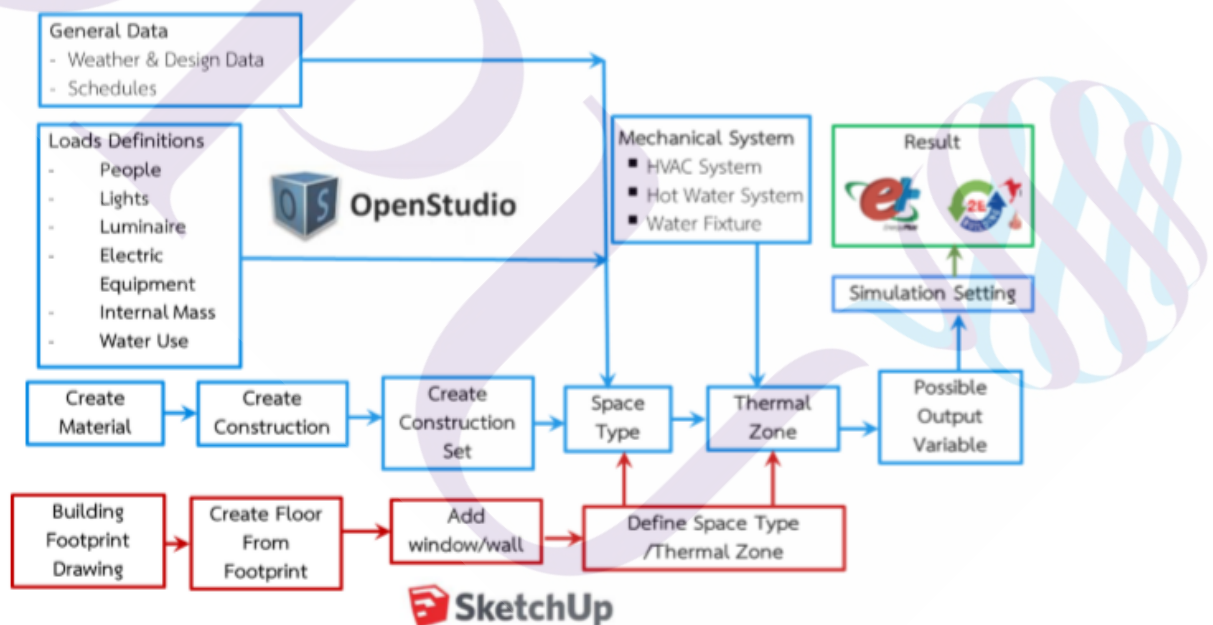 General Data
- Weather & Design Data
- Schedules
Loads Definitions
- People
- Lights
- Luminaire
- Electric
Equipment
- Internal Mass
- Water Use
OS OpenStudio
Mechanical System
▪ HVAC System
▪ Hot Water System
▪ Water Fixture
Result
2E
BUILDING
Simulation Setting
Create
Material
Create
Construction
Create
Construction
Set
Space
Type
Thermal
Zone
Possible
Output
Variable
Building
Footprint
Drawing
Create Floor
From
Footprint
Add
window/wall
Define Space Type
/Thermal Zone
SketchUp